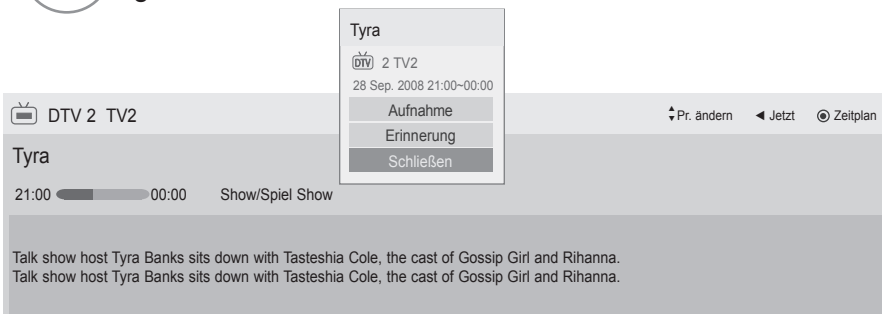 Tyra
DTV 2 TV2
28 Sep. 2008 21:00~00:00
Aufnahme
Erinnerung
Schließen
DTV 2 TV2
Pr. ändern ◀ Jetzt ◉ Zeitplan
Tyra
21:00 00:00 Show/Spiel Show
Talk show host Tyra Banks sits down with Tasteshia Cole, the cast of Gossip Girl and Rihanna.
Talk show host Tyra Banks sits down with Tasteshia Cole, the cast of Gossip Girl and Rihanna.